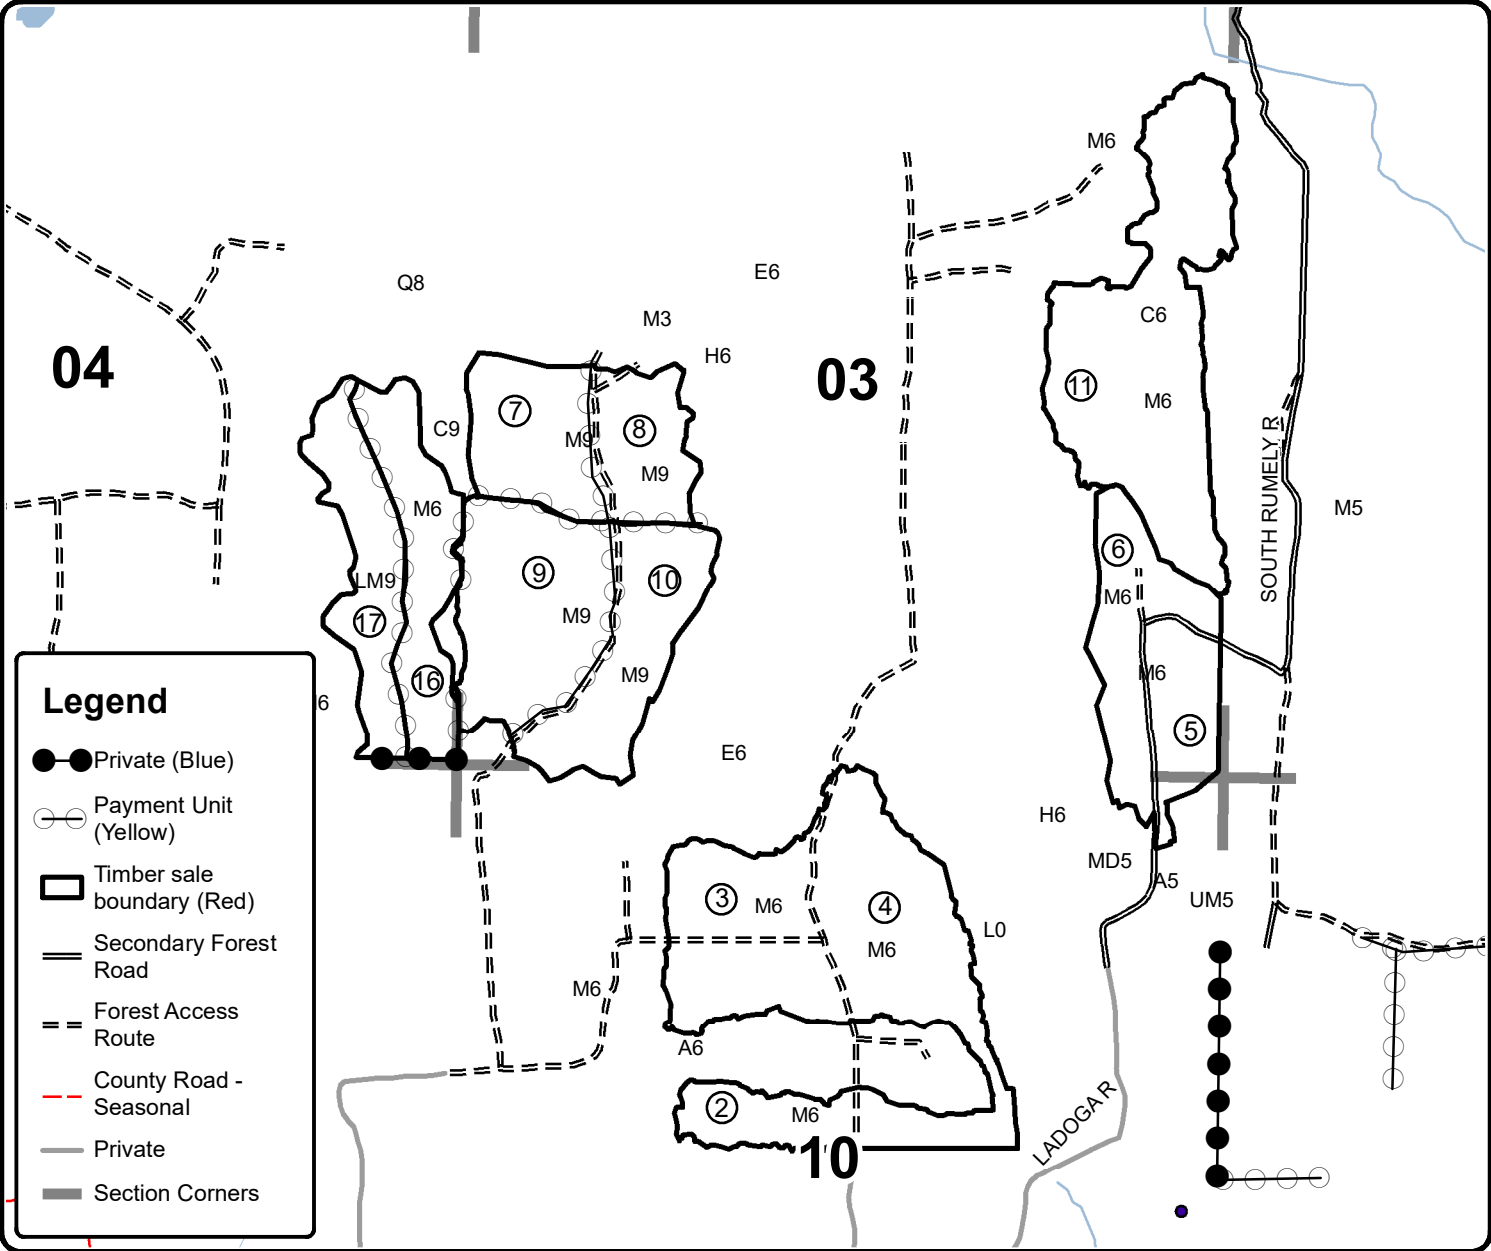 M6
Q8
E6
C6
M3
04
03
H6
11
M6
7
8
C9
M9
M9
M6
M5
SOUTH RUMELY R
6
9
10
LM9
M6
M9
17
M6
M9
16
6
5
E6
H6
MD5
A5
UM5
3
M6
4
L0
M6
M6
A6
2
M6
10
LADOGA R
Legend
Private (Blue)
Payment Unit
(Yellow)
Timber sale
boundary (Red)
Secondary Forest
Road
Forest Access
Route
County Road -
Seasonal
Private
Section Corners